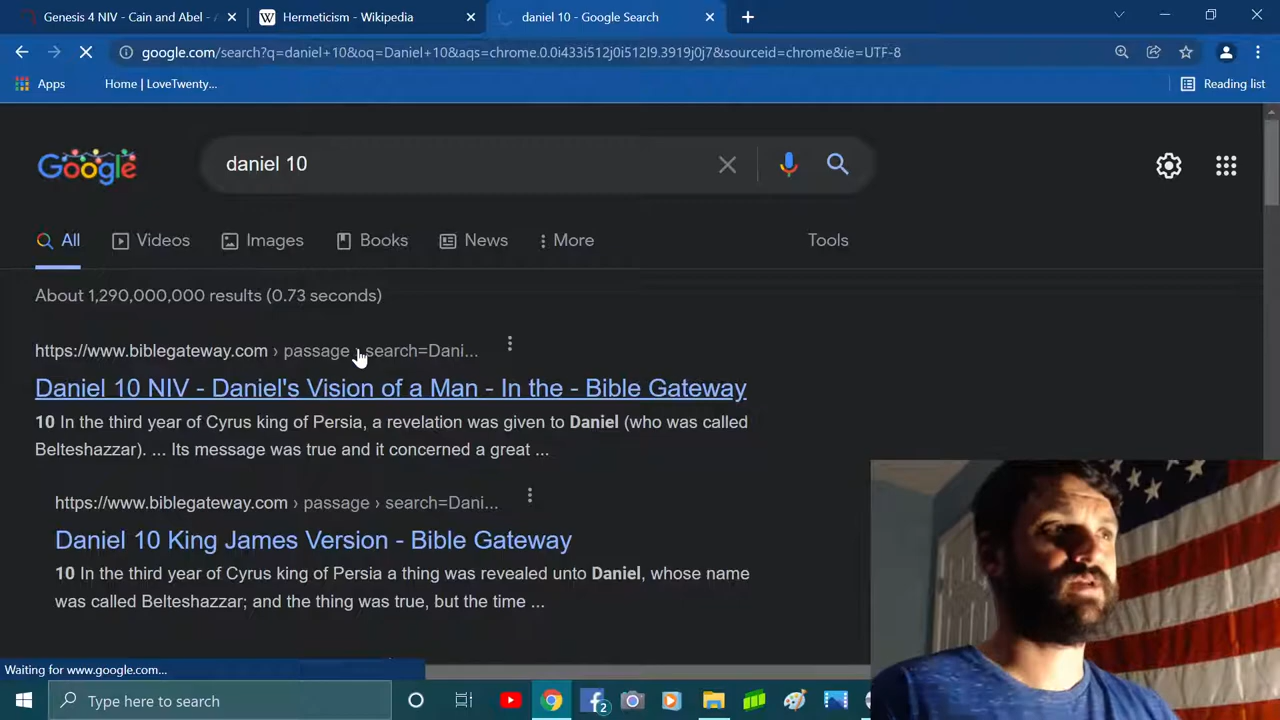 Genesis 4 NIV - Cain and Abel -
Hermeticism - Wikipedia
daniel 10 - Google Search
google.com/search?q=daniel+10&oq=Daniel+10&aqs=chrome.0.0i433i512j0i512l9.3919j0j7&sourceid=chrome&ie=UTF-8
Apps
Home | LoveTwenty...
Reading list
Google
daniel 10
All
Videos
Images
Books
News
More
Tools
About 1,290,000,000 results (0.73 seconds)
https://www.biblegateway.com › passage › search=Dani...
Daniel 10 NIV - Daniel's Vision of a Man - In the - Bible Gateway
10 In the third year of Cyrus king of Persia, a revelation was given to Daniel (who was called
Belteshazzar). ... Its message was true and it concerned a great ...
https://www.biblegateway.com › passage › search=Dani...
Daniel 10 King James Version - Bible Gateway
10 In the third year of Cyrus king of Persia a thing was revealed unto Daniel, whose name
was called Belteshazzar; and the thing was true, but the time ...
Waiting for www.google.com...
Type here to search
2